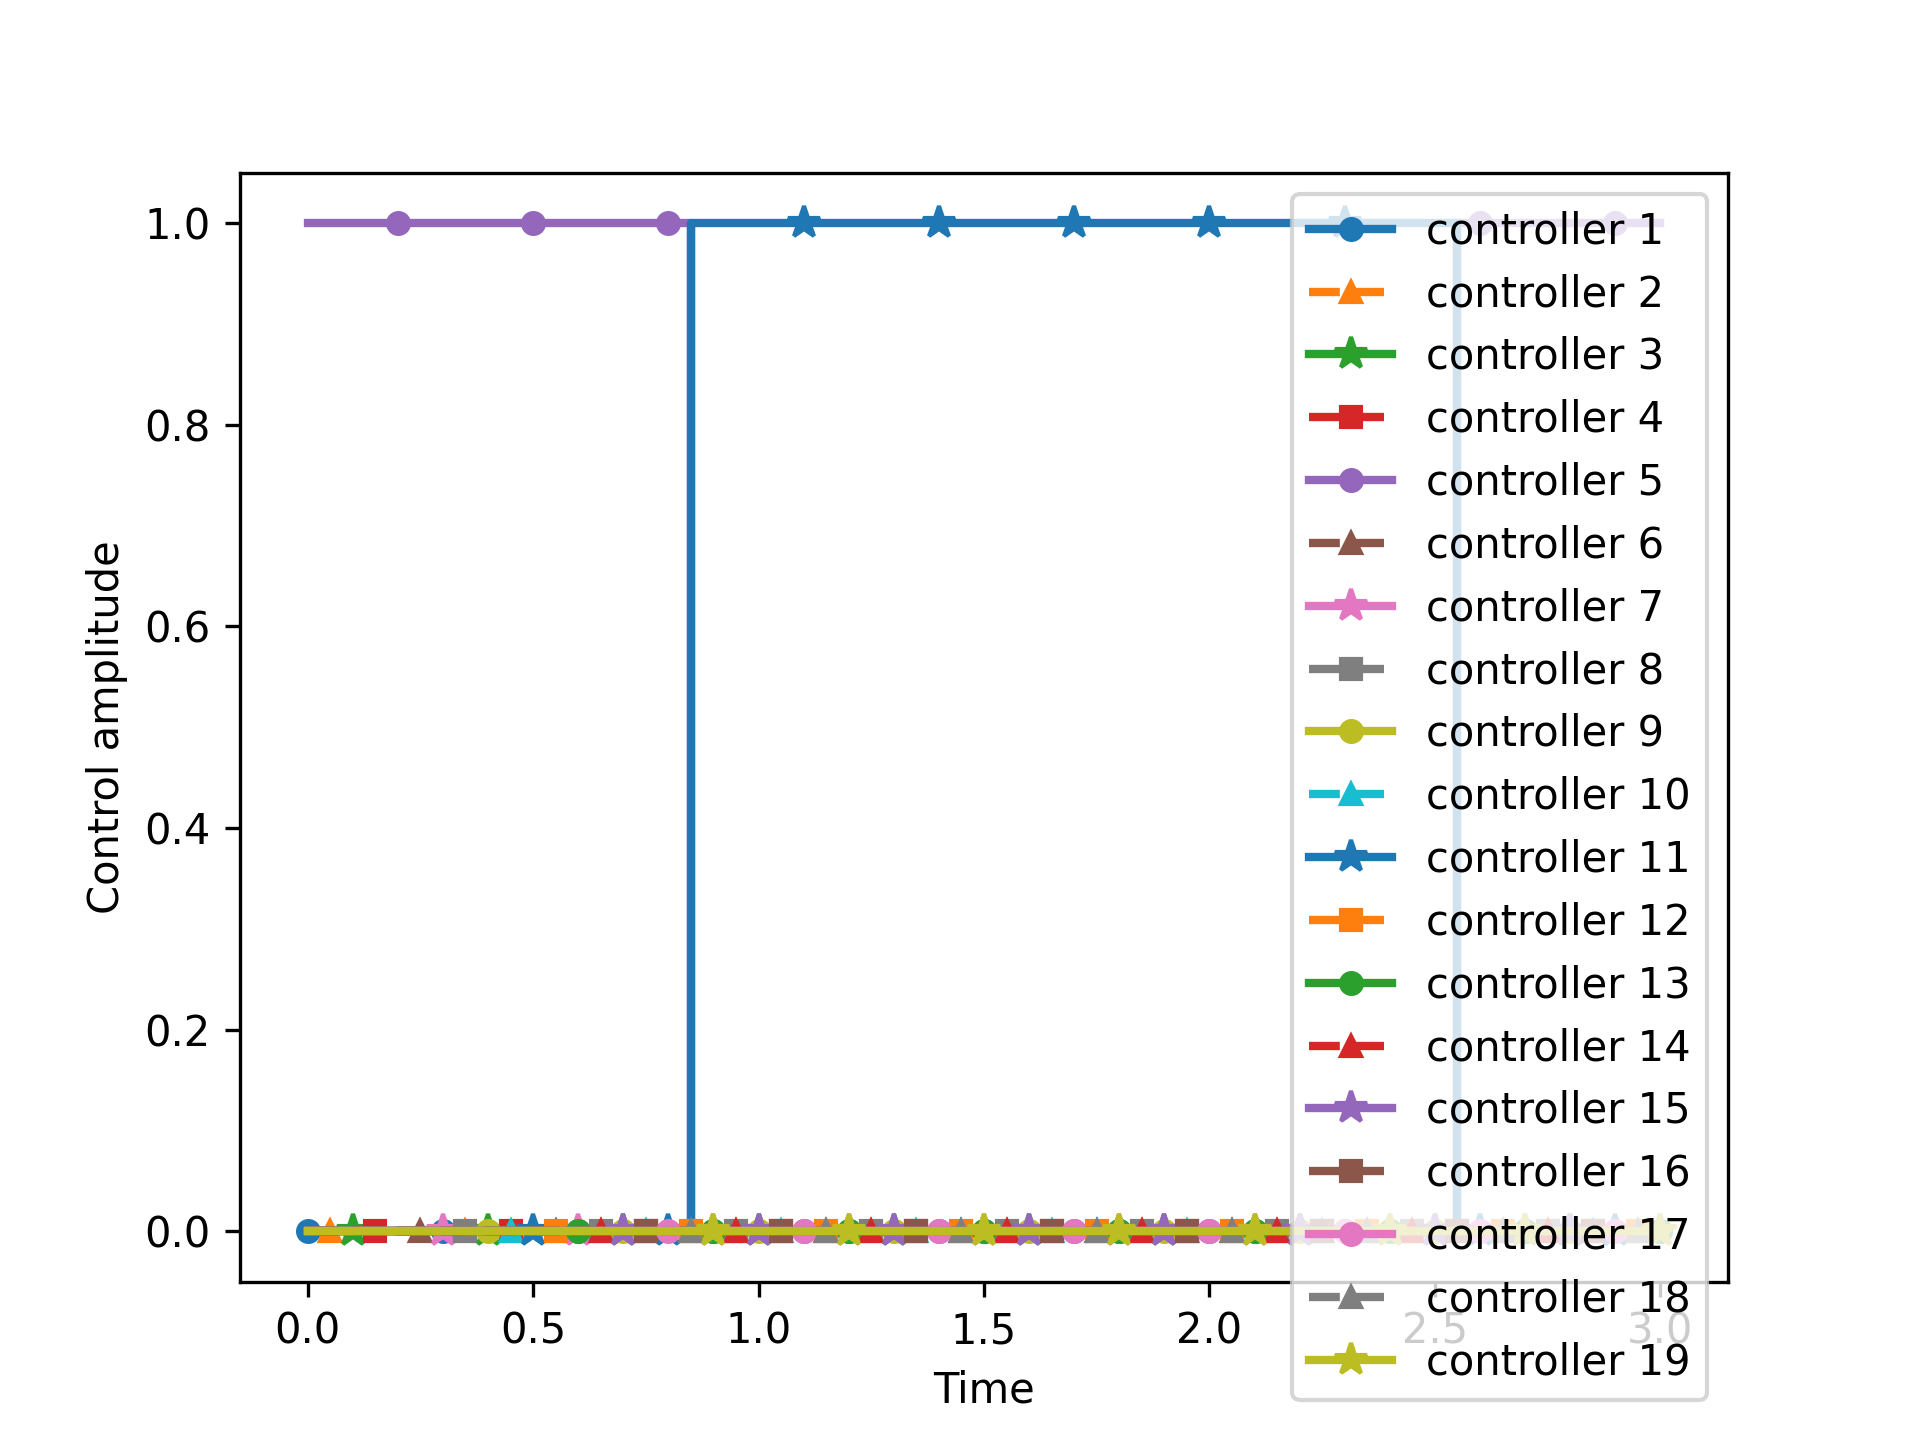 1.0
0.8
0.6
0.4
0.2
0.0
Control amplitude
0.0 0.5 1.0 1.5 2.0 2.5 3.0
Time
controller 1
controller 2
controller 3
controller 4
controller 5
controller 6
controller 7
controller 8
controller 9
controller 10
controller 11
controller 12
controller 13
controller 14
controller 15
controller 16
controller 17
controller 18
controller 19